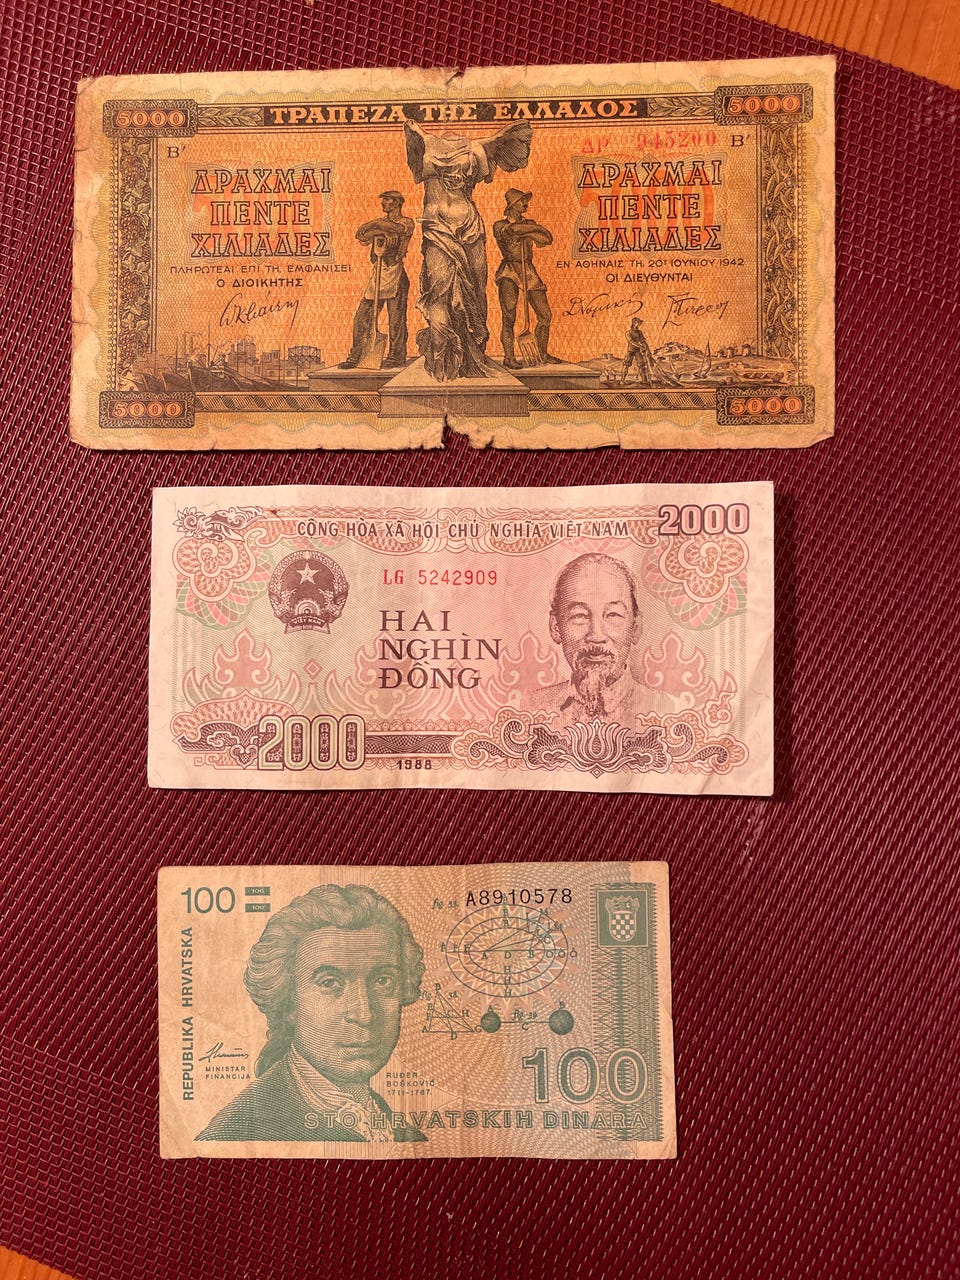 5000 ΤΡΑΠΕΖΑ ΤΗΣ ΕΛΛΑΔΟΣ 5000
Β′ ΑΡ 945200 Β′
ΔΡΑΧΜΑΙ
ΠΕΝΤΕ
ΧΙΛΙΑΔΕΣ
ΠΛΗΡΩΤΕΑΙ ΕΠΙ ΤΗ, ΕΜΦΑΝΙΣΕΙ
Ο ΔΙΟΙΚΗΤΗΣ
ΔΡΑΧΜΑΙ
ΠΕΝΤΕ
ΧΙΛΙΑΔΕΣ
ΕΝ ΑΘΗΝΑΙΣ ΤΗ, 20ῌ ΙΟΥΝΙΟΥ 1942
ΟΙ ΔΙΕΥΘΥΝΤΑΙ
5000 5000
CỘNG HÒA XÃ HỘI CHỦ NGHĨA VIỆT NAM 2000
LG 5242909
VIỆT NAM
HAI
NGHÌN
ĐỒNG
2000 1988
100 = 100
100
A8910578
REPUBLIKA HRVATSKA
MINISTAR
FINANCIJA
RUĐER
BOŠKOVIĆ
1711-1787.
100
STO HRVATSKIH DINARA